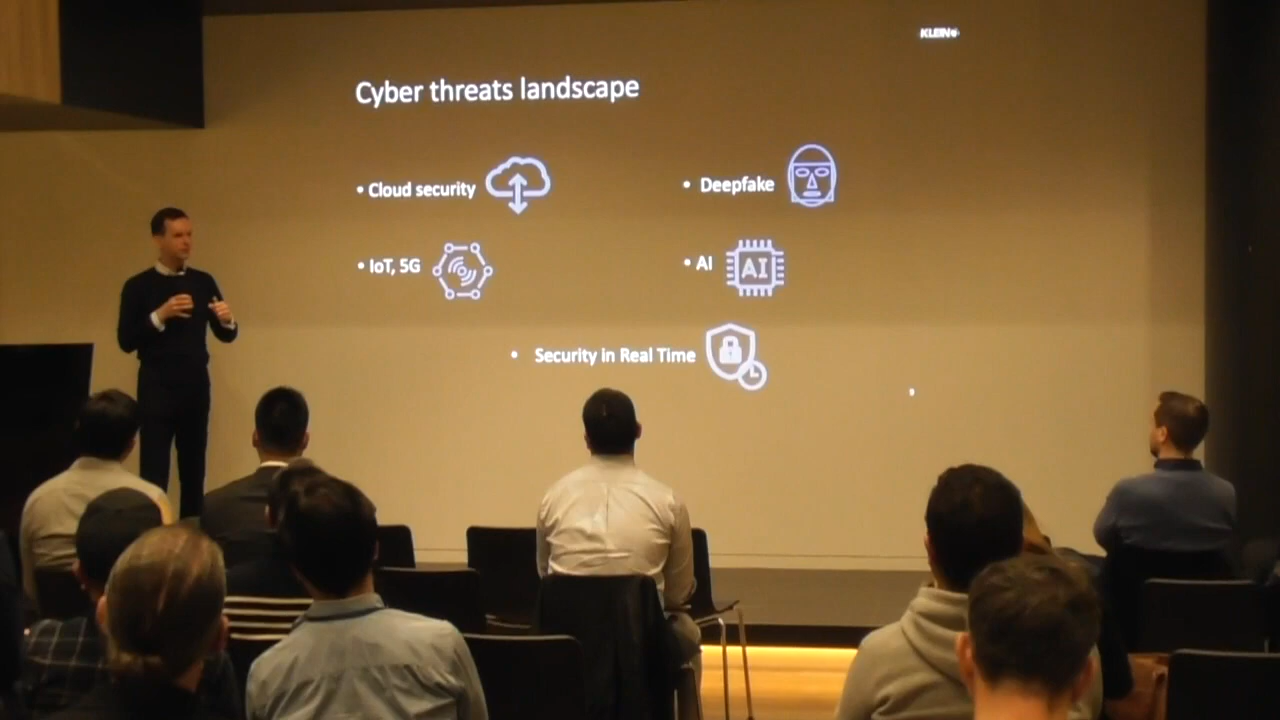 KLEIN
Cyber threats landscape
• Cloud security
• Deepfake
• IoT, 5G
• AI
AI
• Security in Real Time